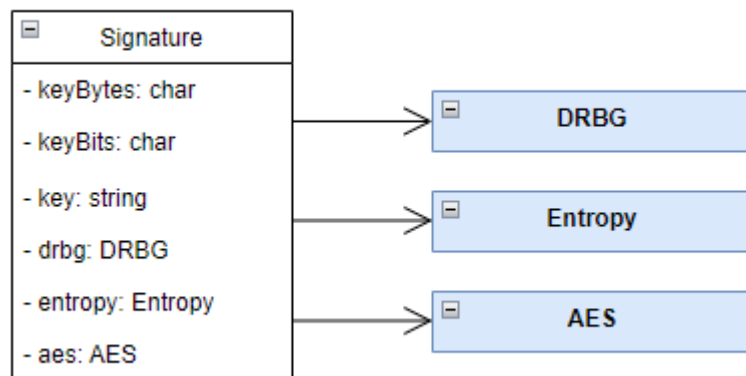 Signature
- keyBytes: char
- keyBits: char
- key: string
- drbg: DRBG
- entropy: Entropy
- aes: AES
DRBG
Entropy
AES